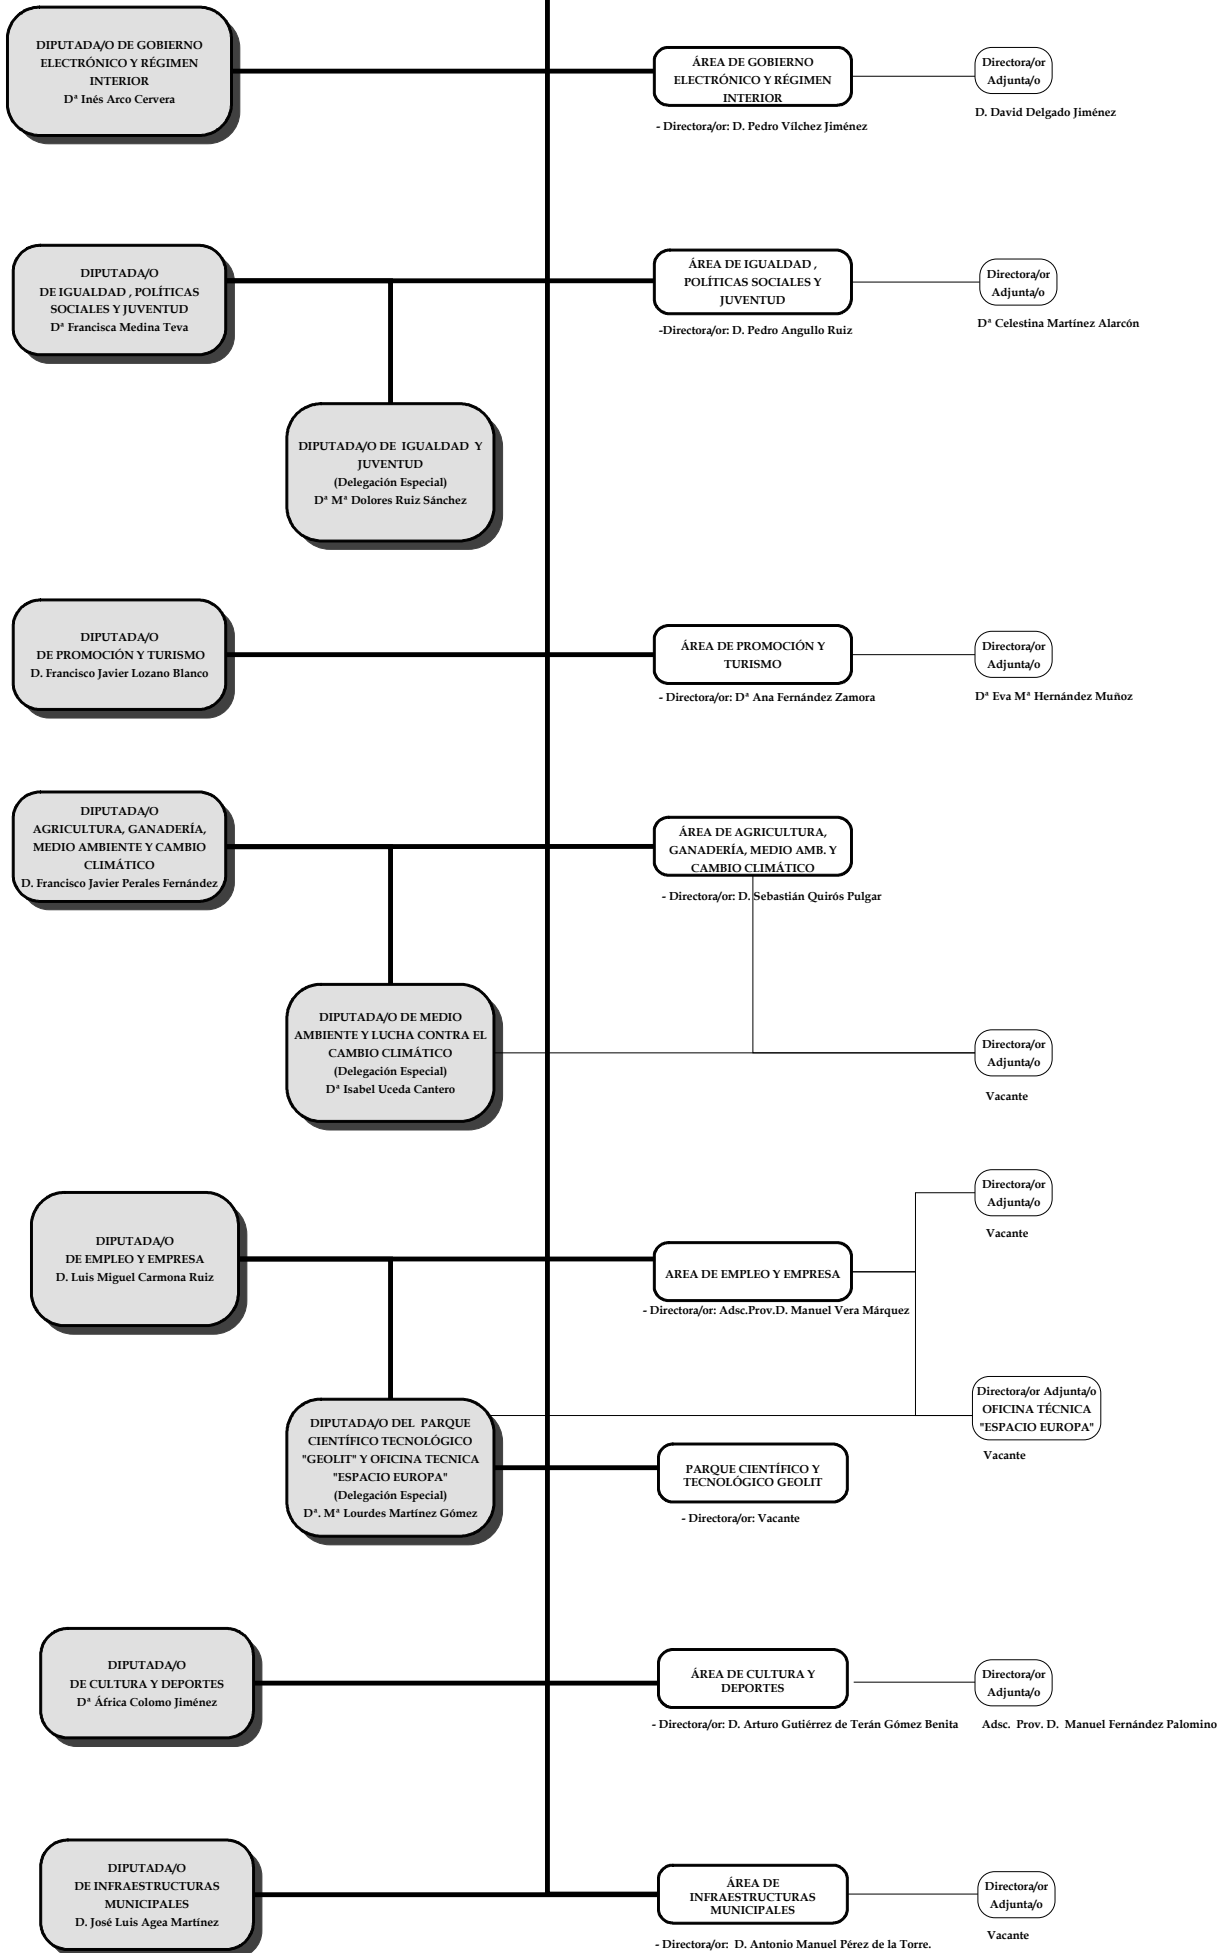 DIPUTADA/O DE GOBIERNO
ELECTRÓNICO Y RÉGIMEN
INTERIOR
Dª Inés Arco Cervera
ÁREA DE GOBIERNO
ELECTRÓNICO Y RÉGIMEN
INTERIOR
- Directora/or: D. Pedro Vílchez Jiménez
Directora/or
Adjunta/o
D. David Delgado Jiménez
DIPUTADA/O
DE IGUALDAD , POLÍTICAS
SOCIALES Y JUVENTUD
Dª Francisca Medina Teva
ÁREA DE IGUALDAD ,
POLÍTICAS SOCIALES Y
JUVENTUD
-Directora/or: D. Pedro Angullo Ruiz
Directora/or
Adjunta/o
Dª Celestina Martínez Alarcón
DIPUTADA/O DE IGUALDAD Y
JUVENTUD
(Delegación Especial)
Dª Mª Dolores Ruiz Sánchez
DIPUTADA/O
DE PROMOCIÓN Y TURISMO
D. Francisco Javier Lozano Blanco
ÁREA DE PROMOCIÓN Y
TURISMO
- Directora/or: Dª Ana Fernández Zamora
Directora/or
Adjunta/o
Dª Eva Mª Hernández Muñoz
DIPUTADA/O
AGRICULTURA, GANADERÍA,
MEDIO AMBIENTE Y CAMBIO
CLIMÁTICO
D. Francisco Javier Perales Fernández
ÁREA DE AGRICULTURA,
GANADERÍA, MEDIO AMB. Y
CAMBIO CLIMÁTICO
- Directora/or: D. Sebastián Quirós Pulgar
DIPUTADA/O DE MEDIO
AMBIENTE Y LUCHA CONTRA EL
CAMBIO CLIMÁTICO
(Delegación Especial)
Dª Isabel Uceda Cantero
Directora/or
Adjunta/o
Vacante
DIPUTADA/O
DE EMPLEO Y EMPRESA
D. Luis Miguel Carmona Ruiz
AREA DE EMPLEO Y EMPRESA
- Directora/or: Adsc.Prov.D. Manuel Vera Márquez
Directora/or
Adjunta/o
Vacante
Directora/or Adjunta/o
OFICINA TÉCNICA
"ESPACIO EUROPA"
Vacante
DIPUTADA/O DEL PARQUE
CIENTÍFICO TECNOLÓGICO
"GEOLIT" Y OFICINA TECNICA
"ESPACIO EUROPA"
(Delegación Especial)
Dª. Mª Lourdes Martínez Gómez
PARQUE CIENTÍFICO Y
TECNOLÓGICO GEOLIT
- Directora/or: Vacante
DIPUTADA/O
DE CULTURA Y DEPORTES
Dª África Colomo Jiménez
ÁREA DE CULTURA Y
DEPORTES
- Directora/or: D. Arturo Gutiérrez de Terán Gómez Benita
Directora/or
Adjunta/o
Adsc. Prov. D. Manuel Fernández Palomino
DIPUTADA/O
DE INFRAESTRUCTURAS
MUNICIPALES
D. José Luis Agea Martínez
ÁREA DE
INFRAESTRUCTURAS
MUNICIPALES
- Directora/or: D. Antonio Manuel Pérez de la Torre.
Directora/or
Adjunta/o
Vacante